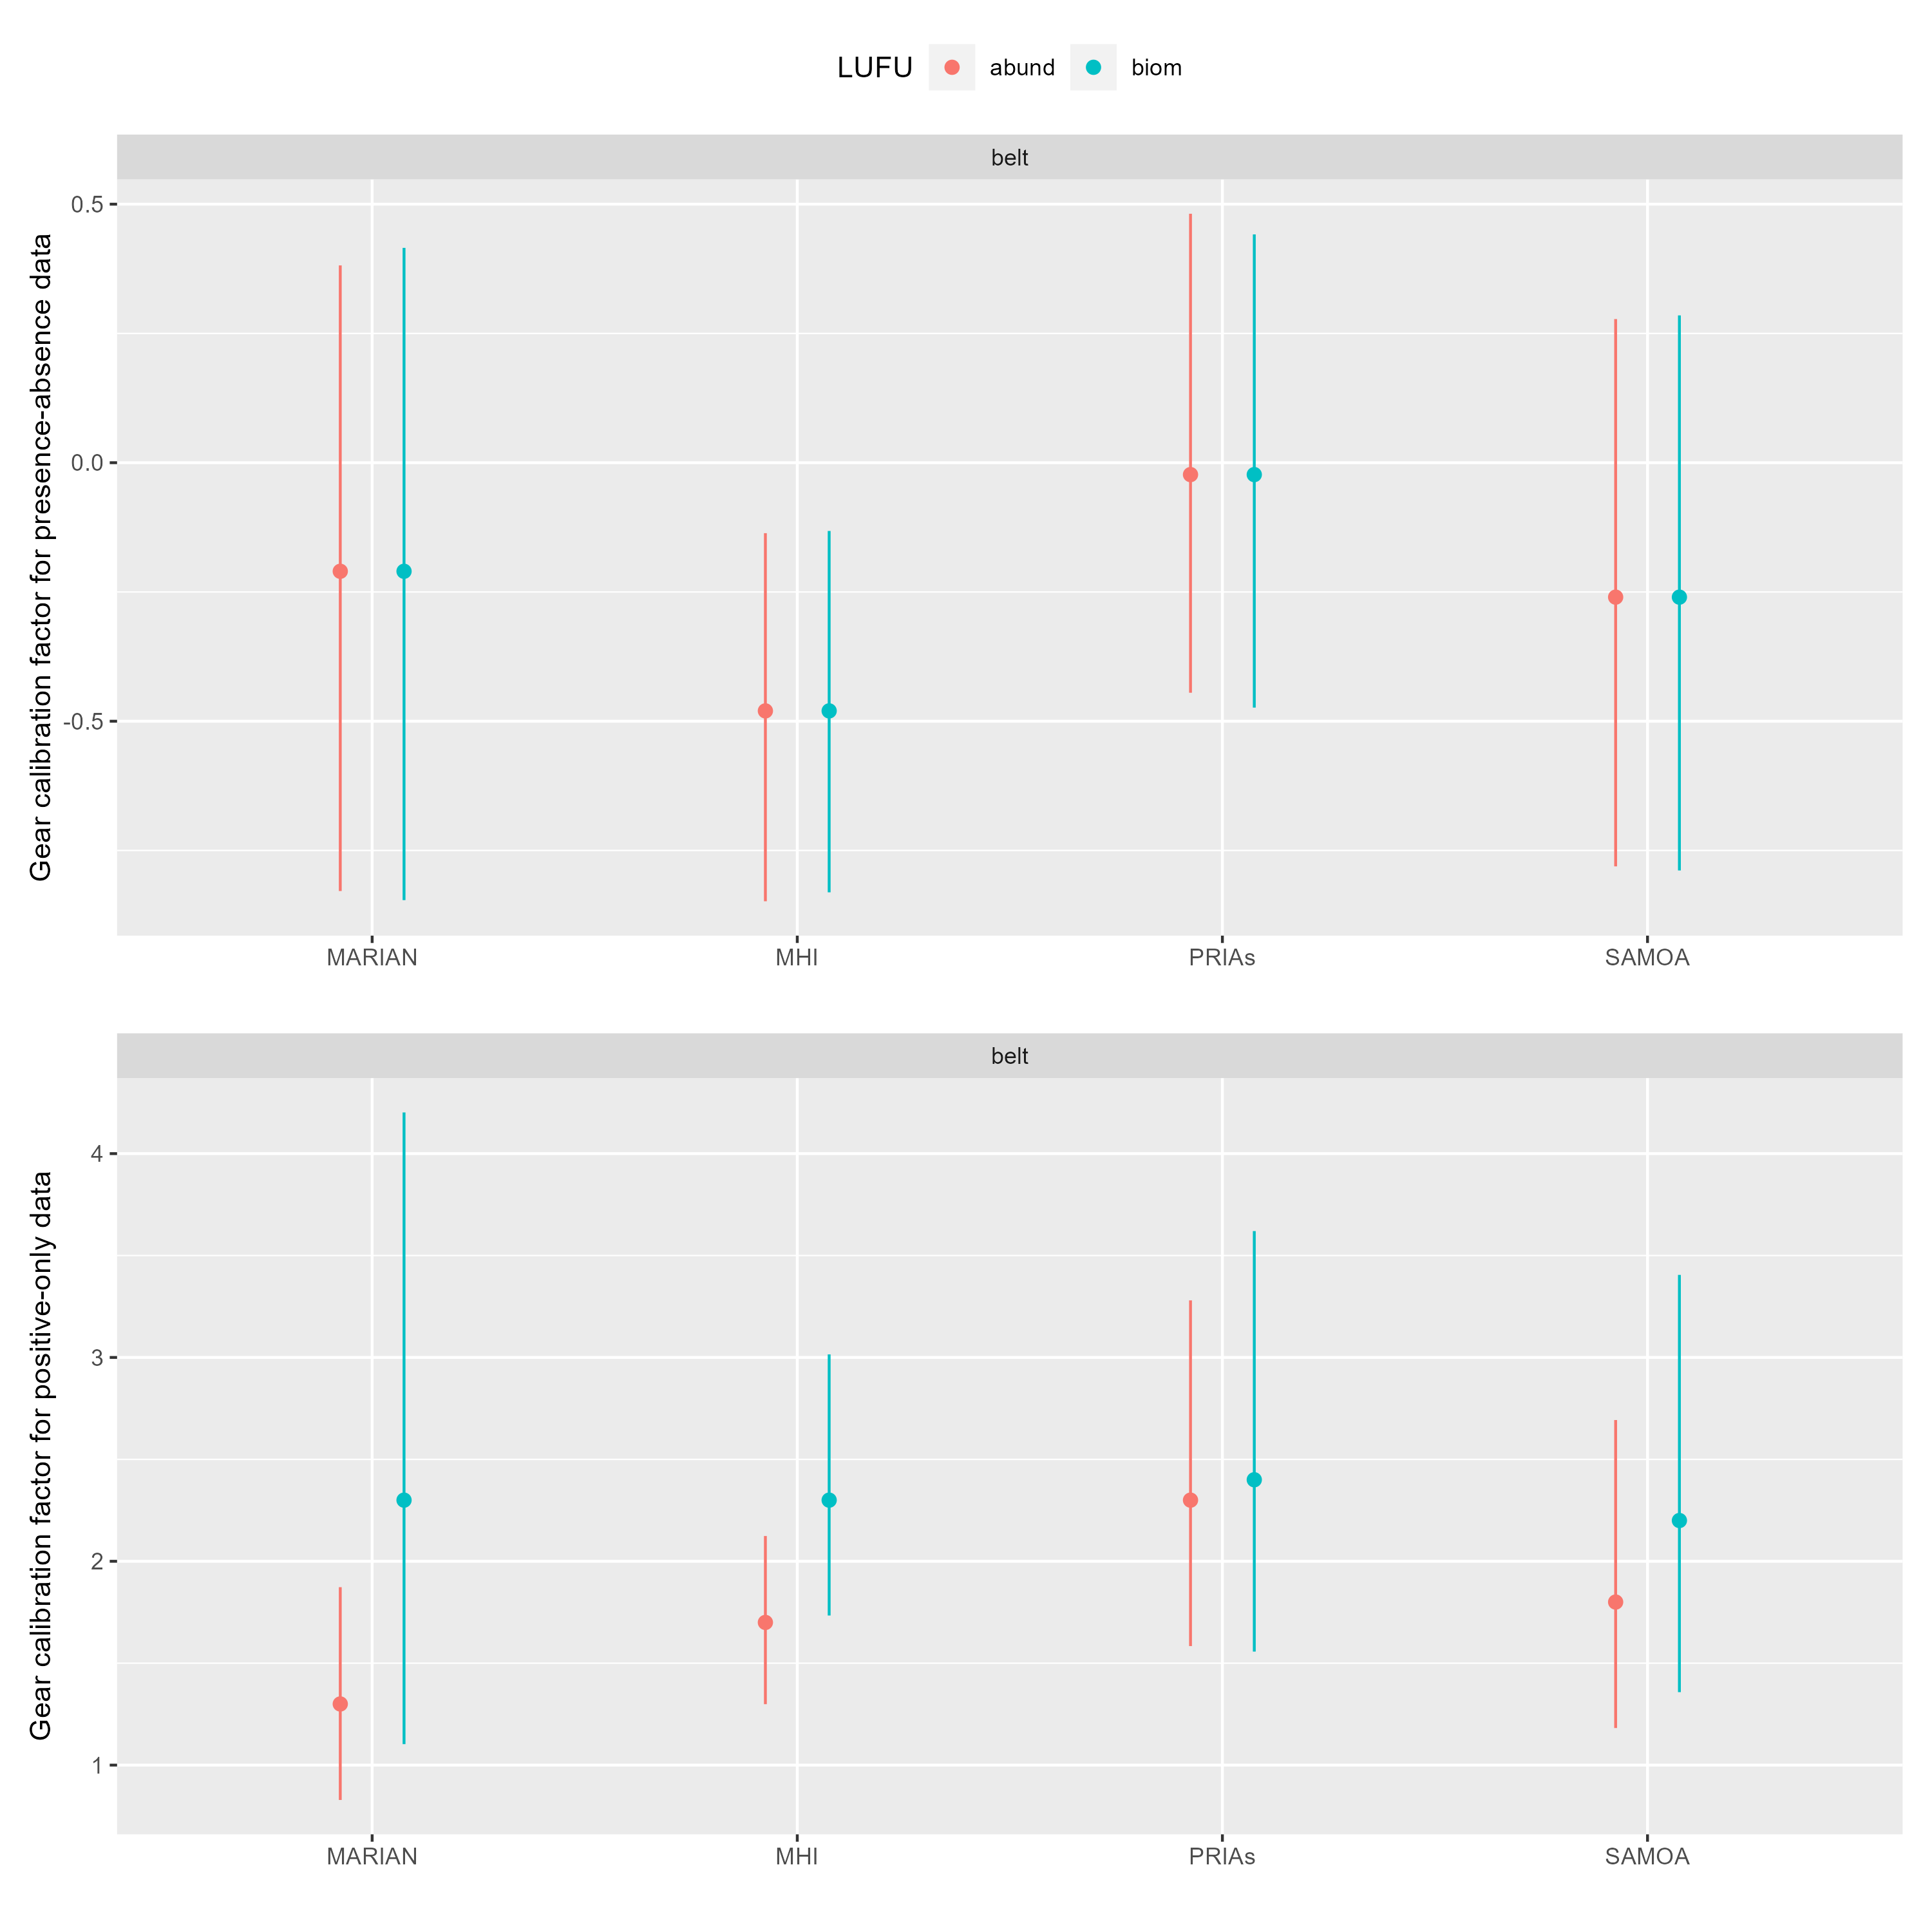 LUFU abund biom
belt
Gear calibration factor for presence-absence data
0.5
0.0
-0.5
MARIAN MHI PRIAs SAMOA
belt
Gear calibration factor for positive-only data
4
3
2
1
MARIAN MHI PRIAs SAMOA